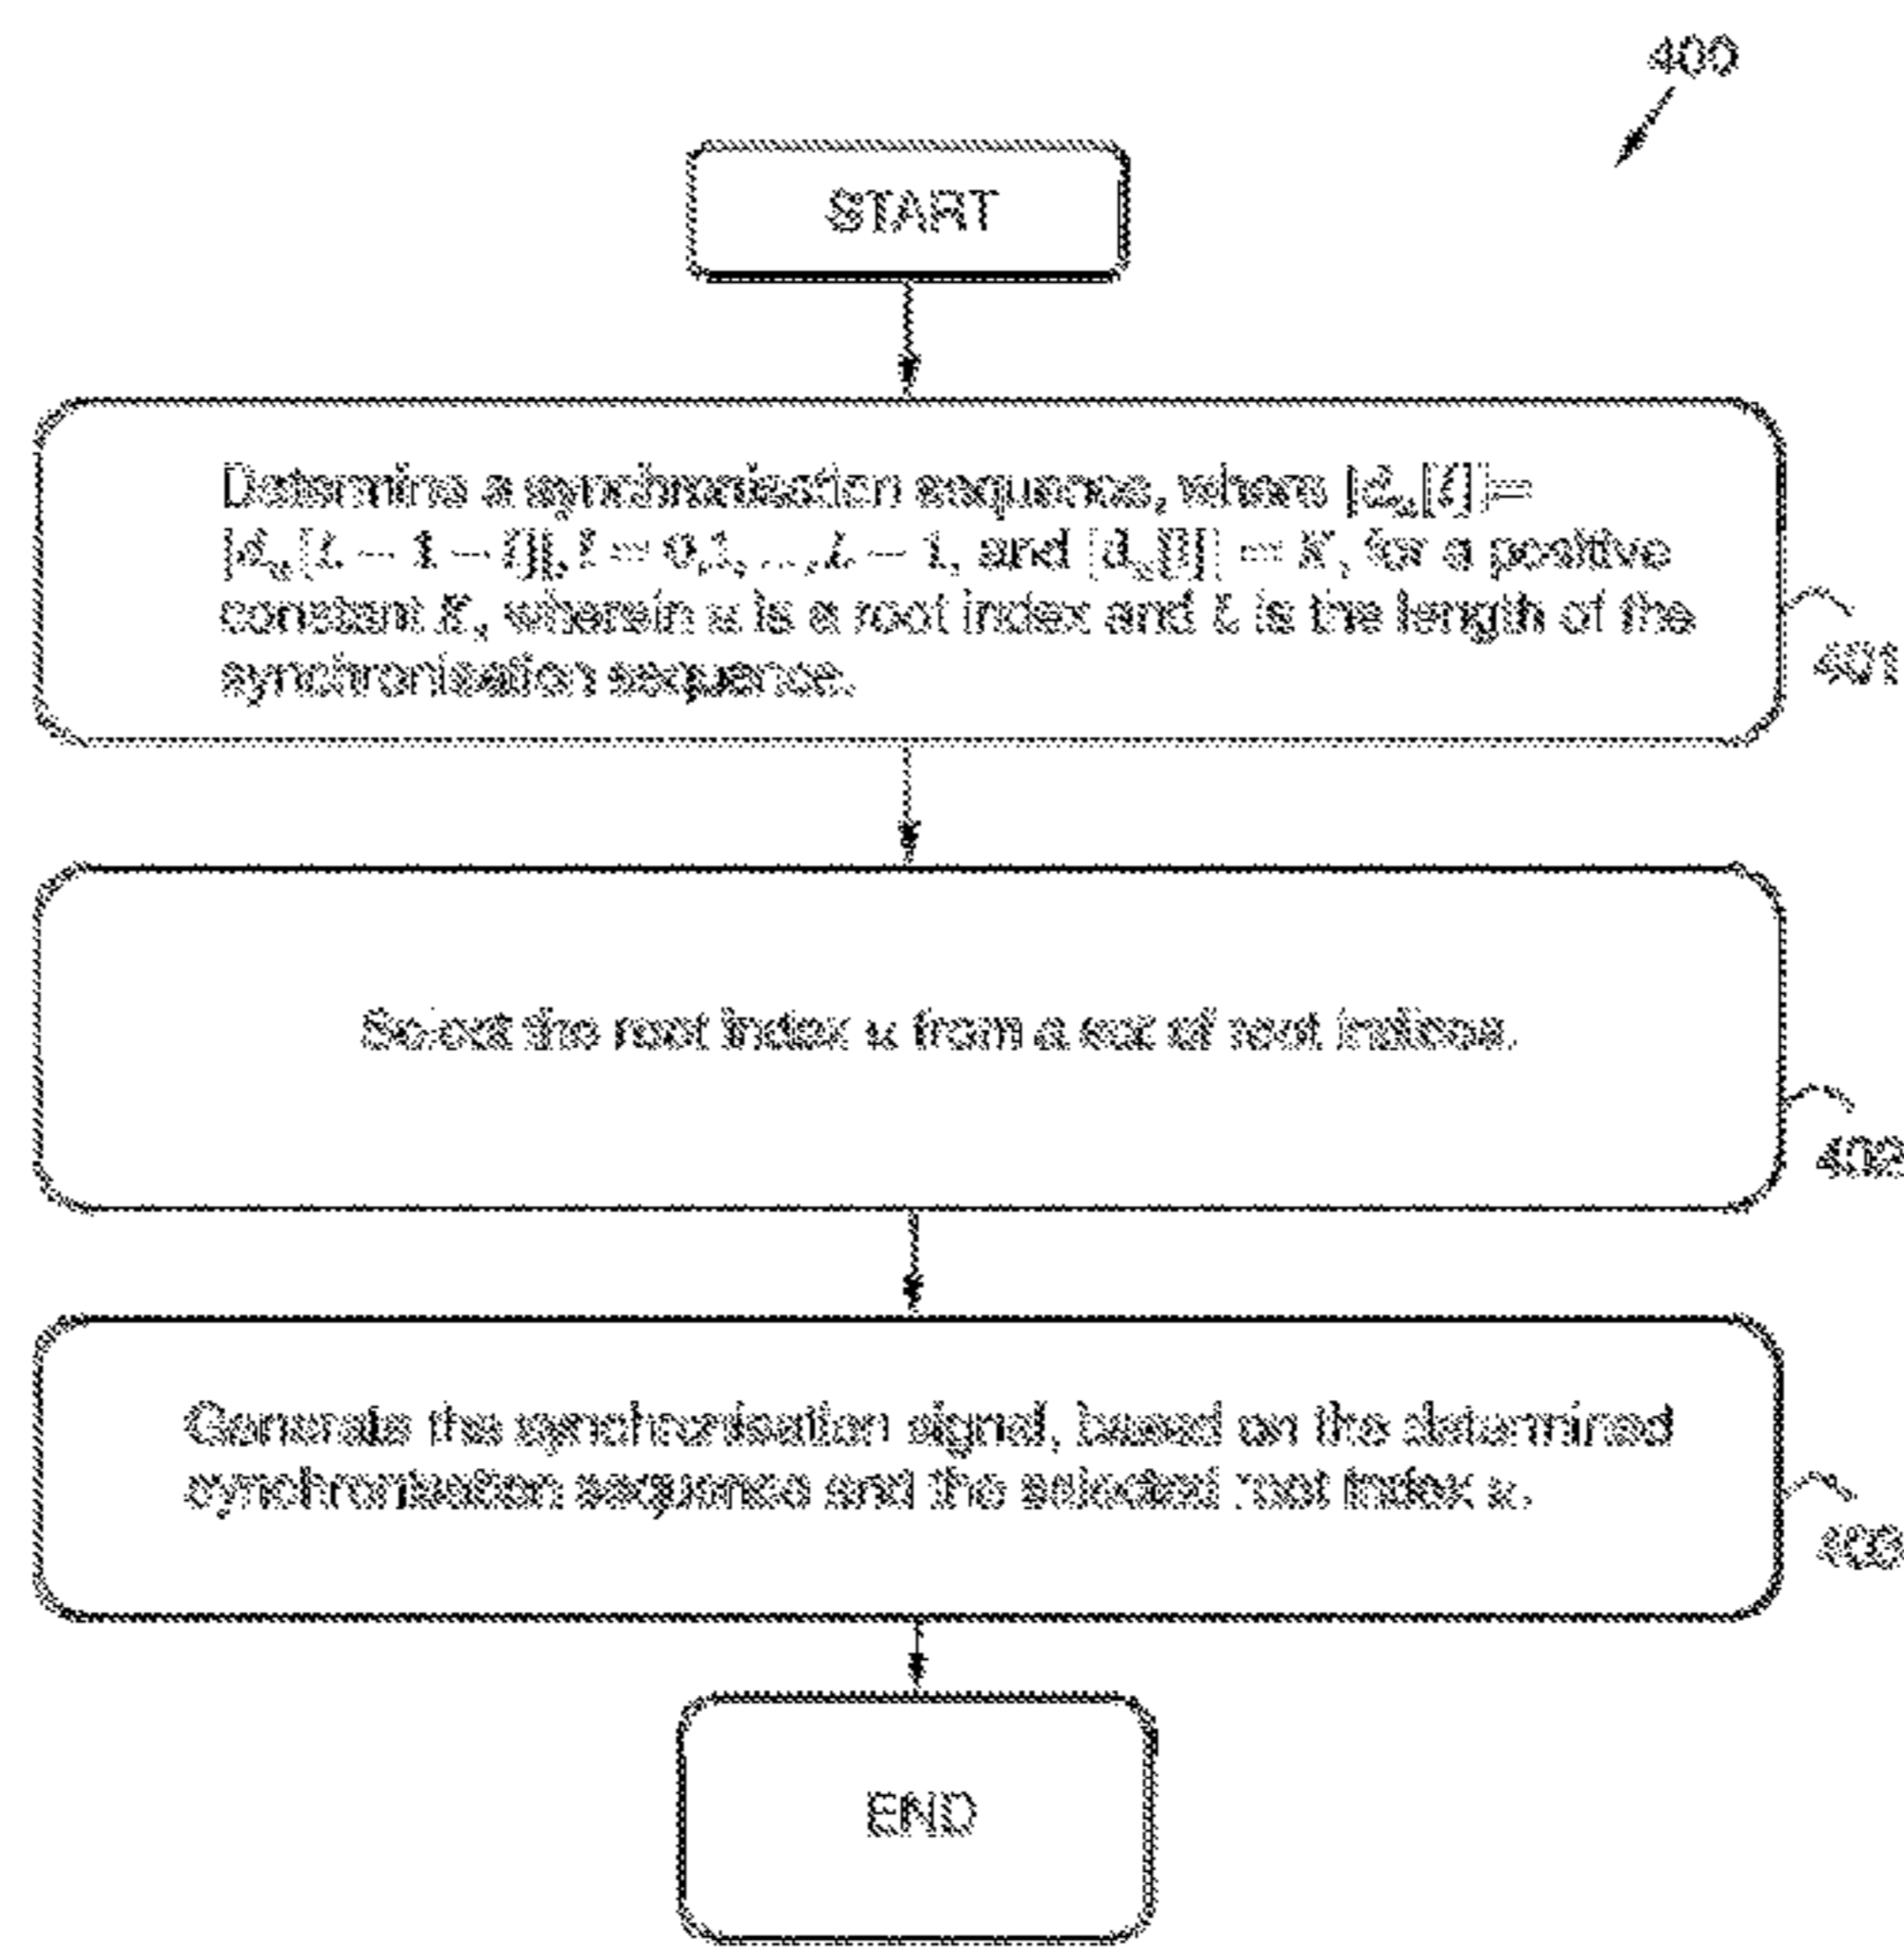 400
START
Determine a synchronisation sequence, where |d_u[l]|=
|d_u[L − 1 − l]|, l = 0,1, ..., L − 1, and |d_u[l]| = K, for a positive
constant K, wherein u is a root index and L is the length of the
synchronisation sequence.
401
Select the root index u from a set of root indices.
402
Generate the synchronisation signal, based on the determined
synchronisation sequence and the selected root index u.
403
END